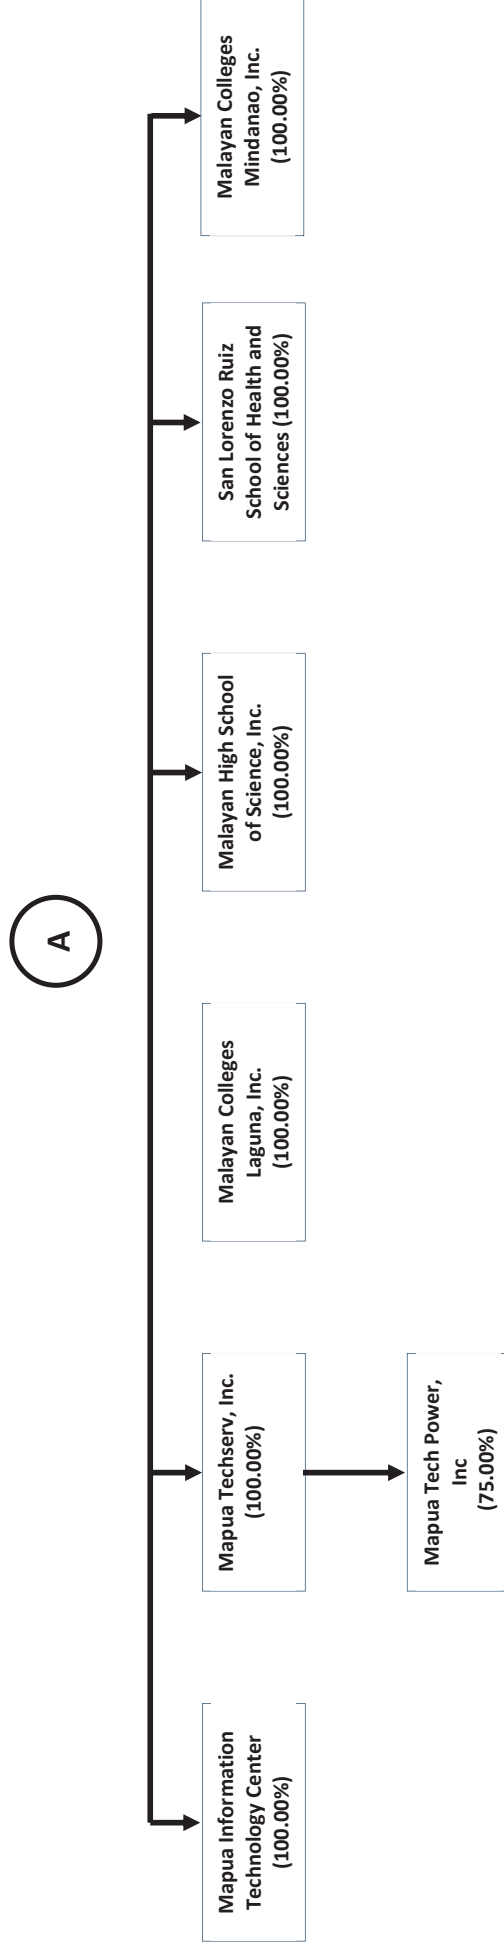 A
Mapua Information
Technology Center
(100.00%)
Mapua Techserv, Inc.
(100.00%)
Malayan Colleges
Laguna, Inc.
(100.00%)
Malayan High School
of Science, Inc.
(100.00%)
San Lorenzo Ruiz
School of Health and
Sciences (100.00%)
Malayan Colleges
Mindanao, Inc.
(100.00%)
Mapua Tech Power,
Inc
(75.00%)